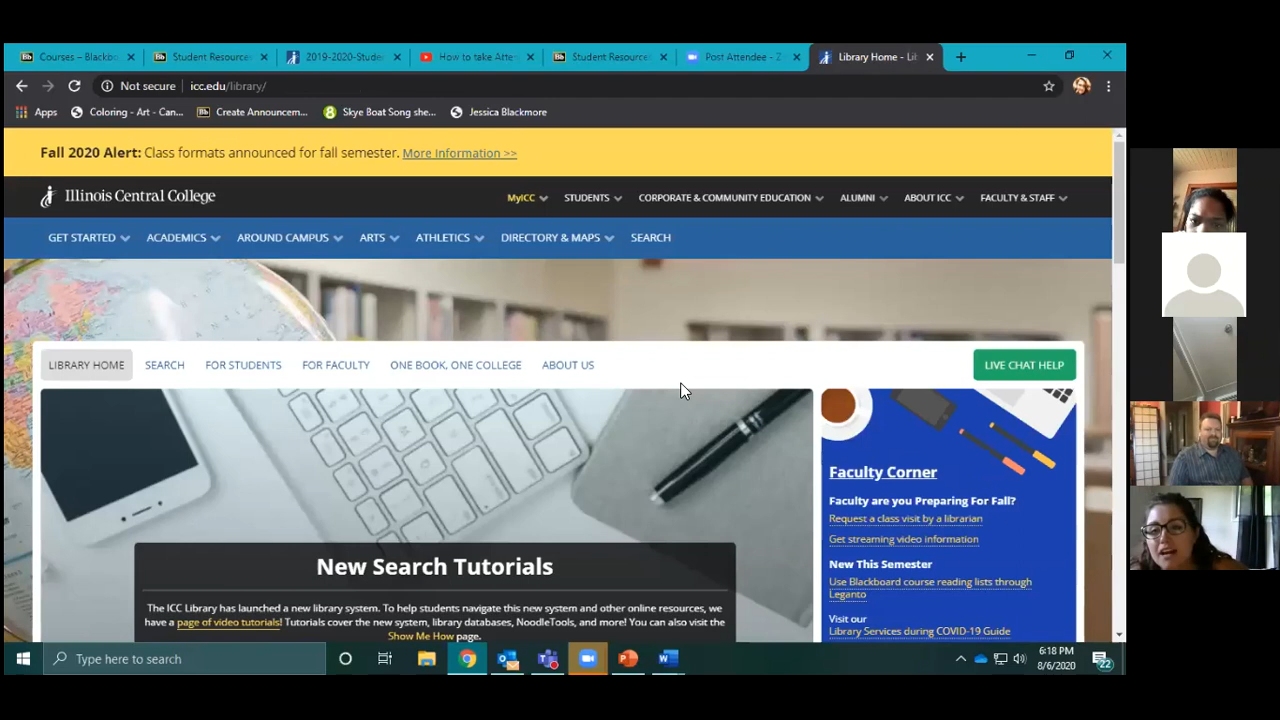 Courses – Blackbo
Student Resource
2019-2020-Stude
How to take Atte
Student Resource
Post Attendee - Z
Library Home - Li
Not secure
icc.edu/library/
Apps
Coloring - Art - Can...
Create Announcem...
Skye Boat Song she...
Jessica Blackmore
Fall 2020 Alert: Class formats announced for fall semester. More Information >>
Illinois Central College
MyICC
STUDENTS
CORPORATE & COMMUNITY EDUCATION
ALUMNI
ABOUT ICC
FACULTY & STAFF
GET STARTED
ACADEMICS
AROUND CAMPUS
ARTS
ATHLETICS
DIRECTORY & MAPS
SEARCH
LIBRARY HOME
SEARCH
FOR STUDENTS
FOR FACULTY
ONE BOOK, ONE COLLEGE
ABOUT US
LIVE CHAT HELP
New Search Tutorials
The ICC Library has launched a new library system. To help students navigate this new system and other online resources, we
have a page of video tutorials! Tutorials cover the new system, library databases, NoodleTools, and more! You can also visit the
Show Me How page.
Faculty Corner
Faculty are you Preparing For Fall?
Request a class visit by a librarian
Get streaming video information
New This Semester
Use Blackboard course reading lists through
Leganto
Visit our
Library Services during COVID-19 Guide
Type here to search
6:18 PM
8/6/2020
22